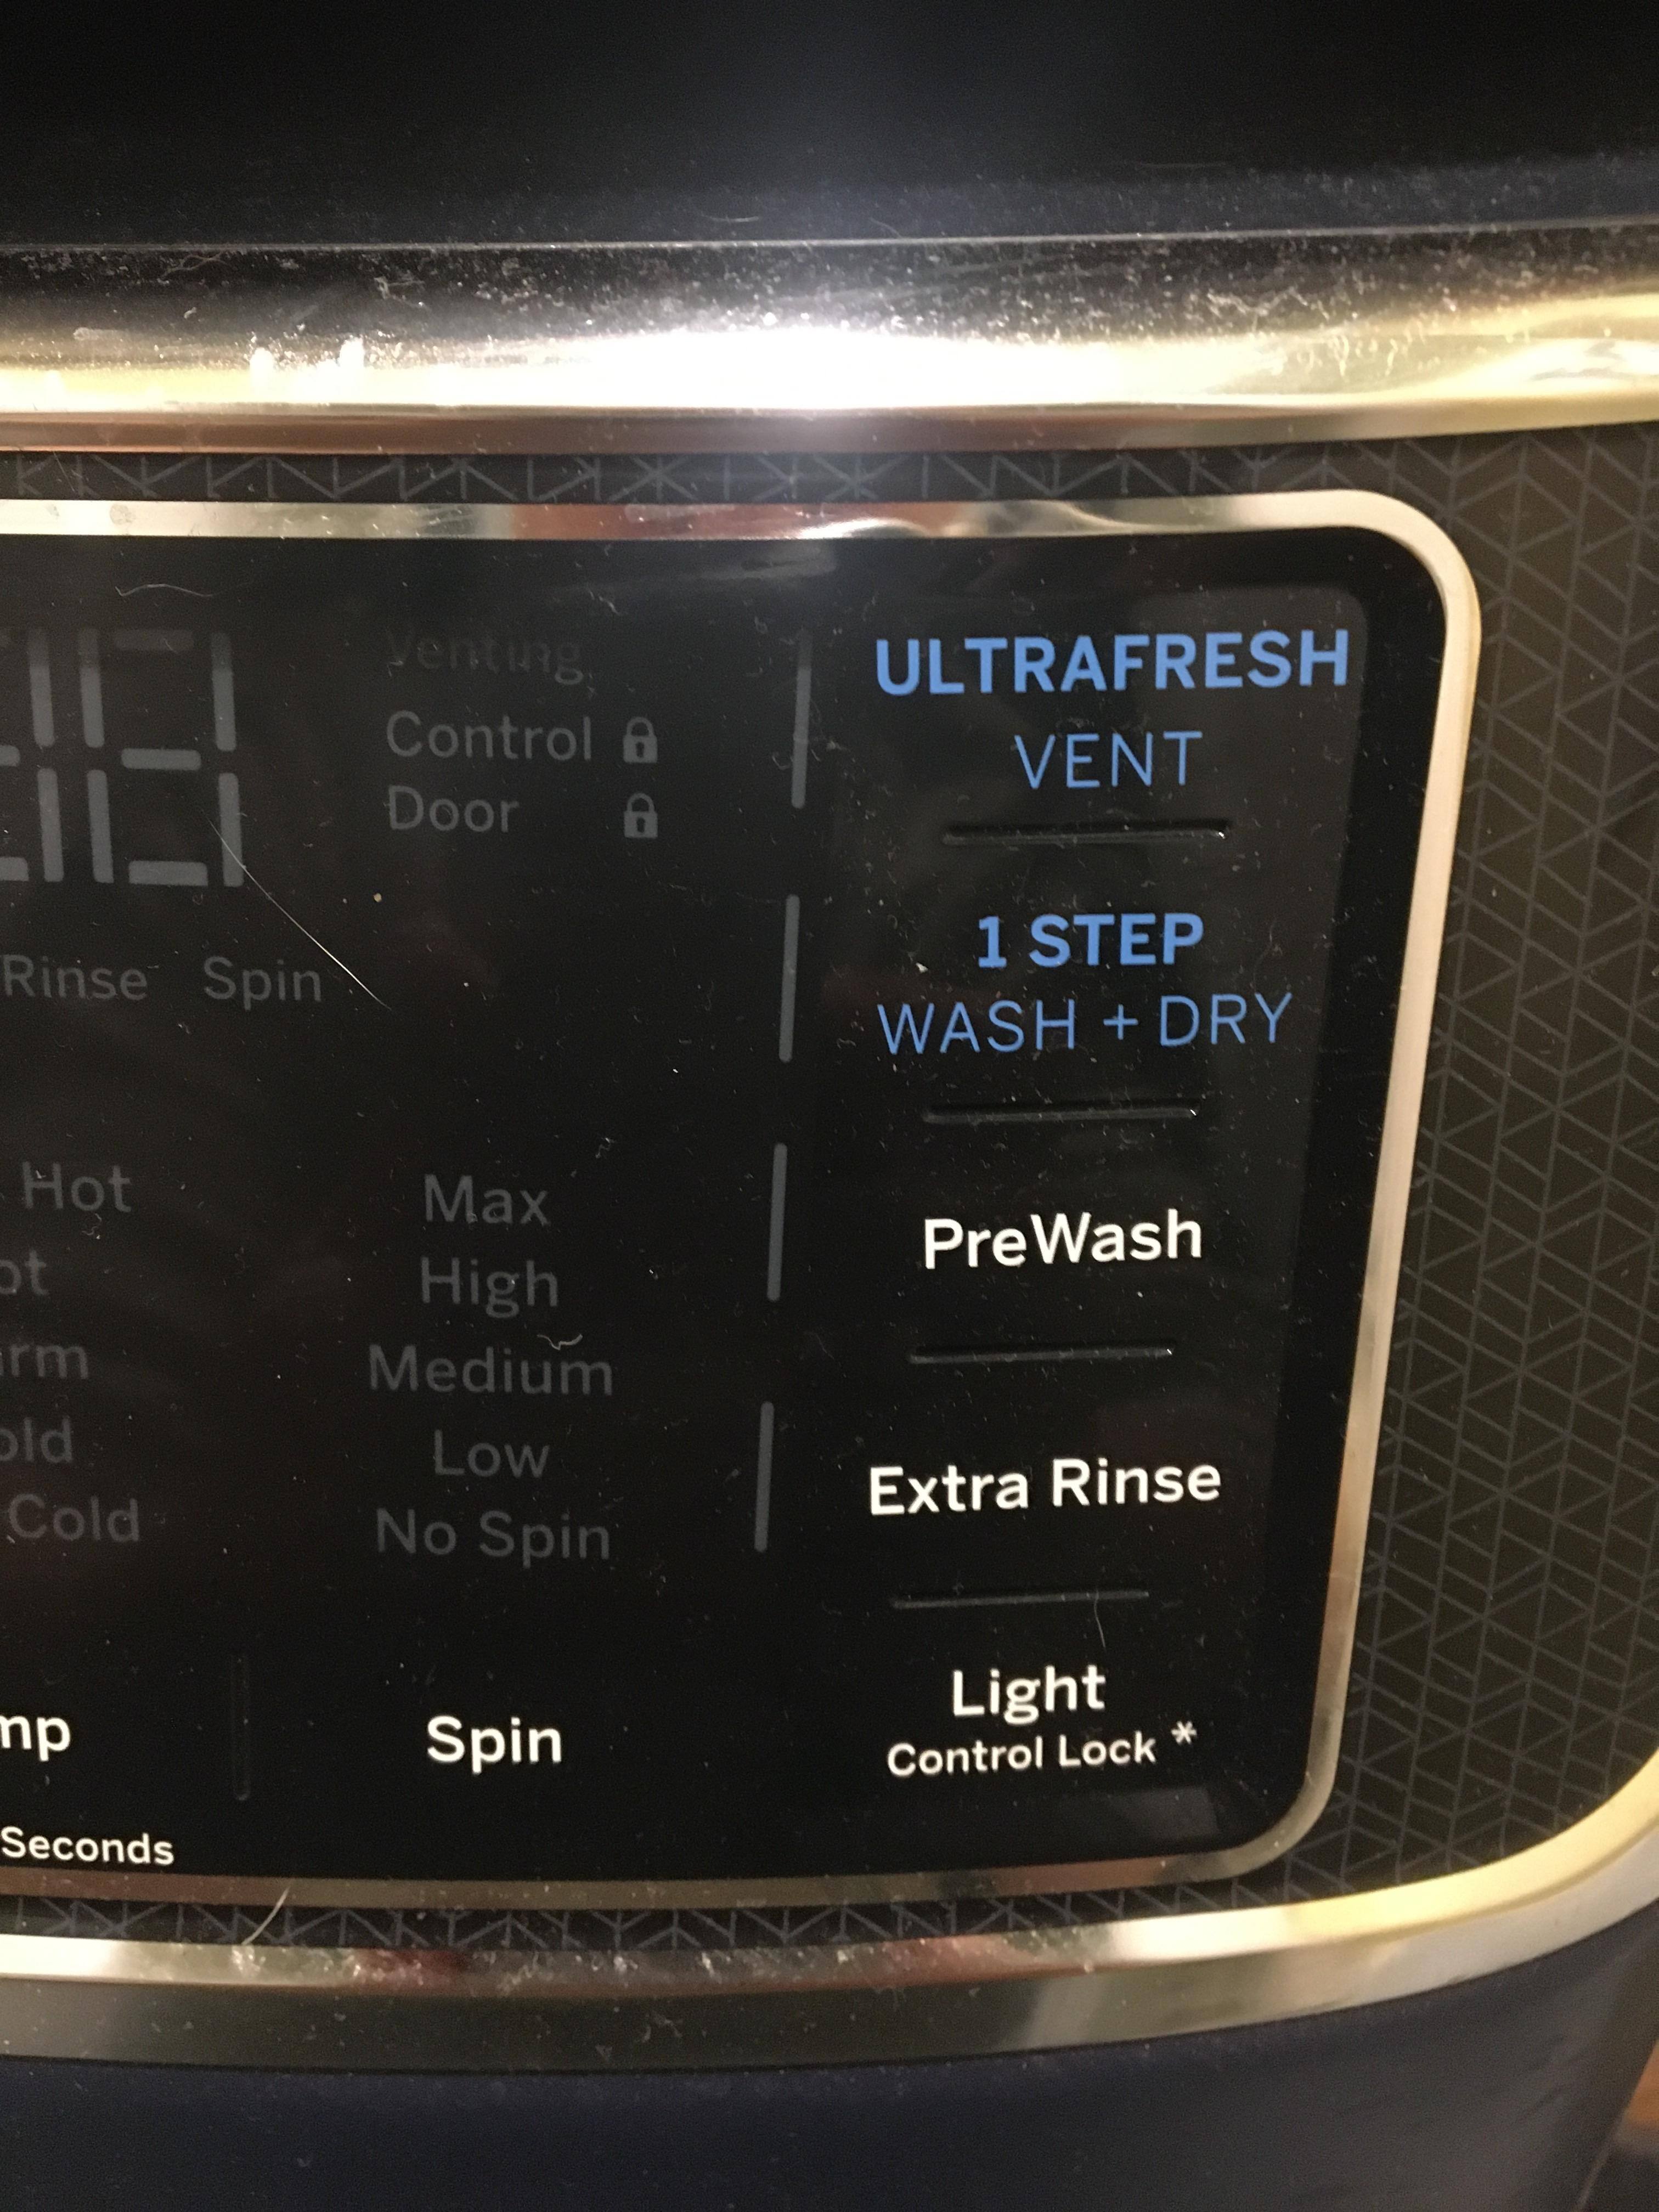 Venting
ULTRAFRESH
Control
VENT
Door
1 STEP
Rinse Spin
WASH + DRY
Hot
Max
PreWash
High
Medium
Low
Extra Rinse
Cold
No Spin
Light
Spin
Control Lock *
Seconds